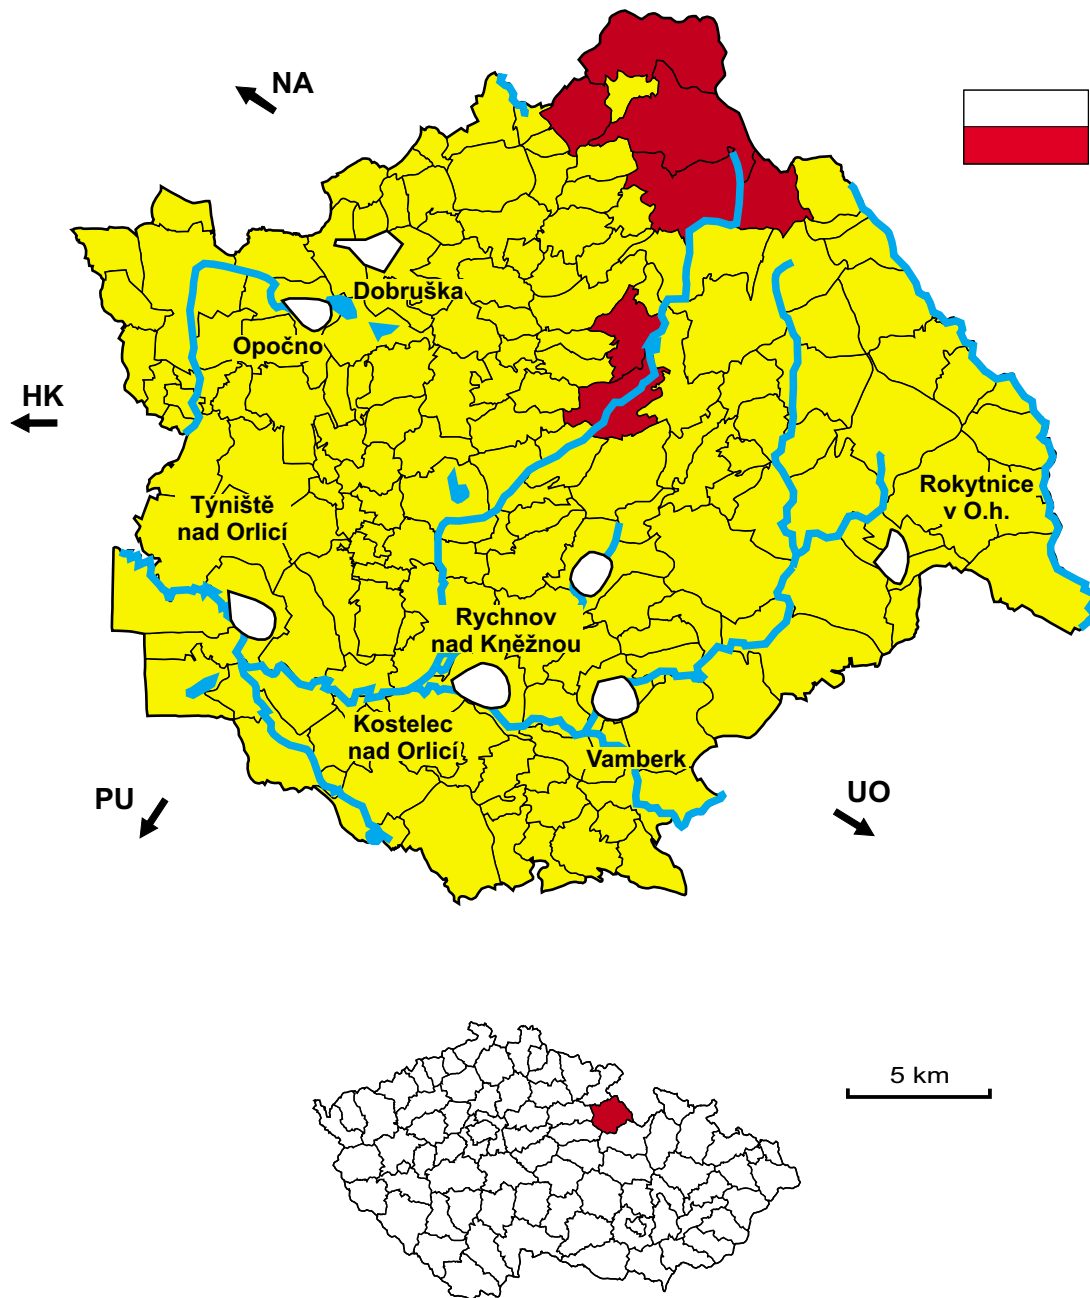 NA
Dobruška
Opočno
HK
Týniště
nad Orlicí
Rokytnice
v O.h.
Rychnov
nad Kněžnou
Kostelec
nad Orlicí
Vamberk
PU
UO
5 km